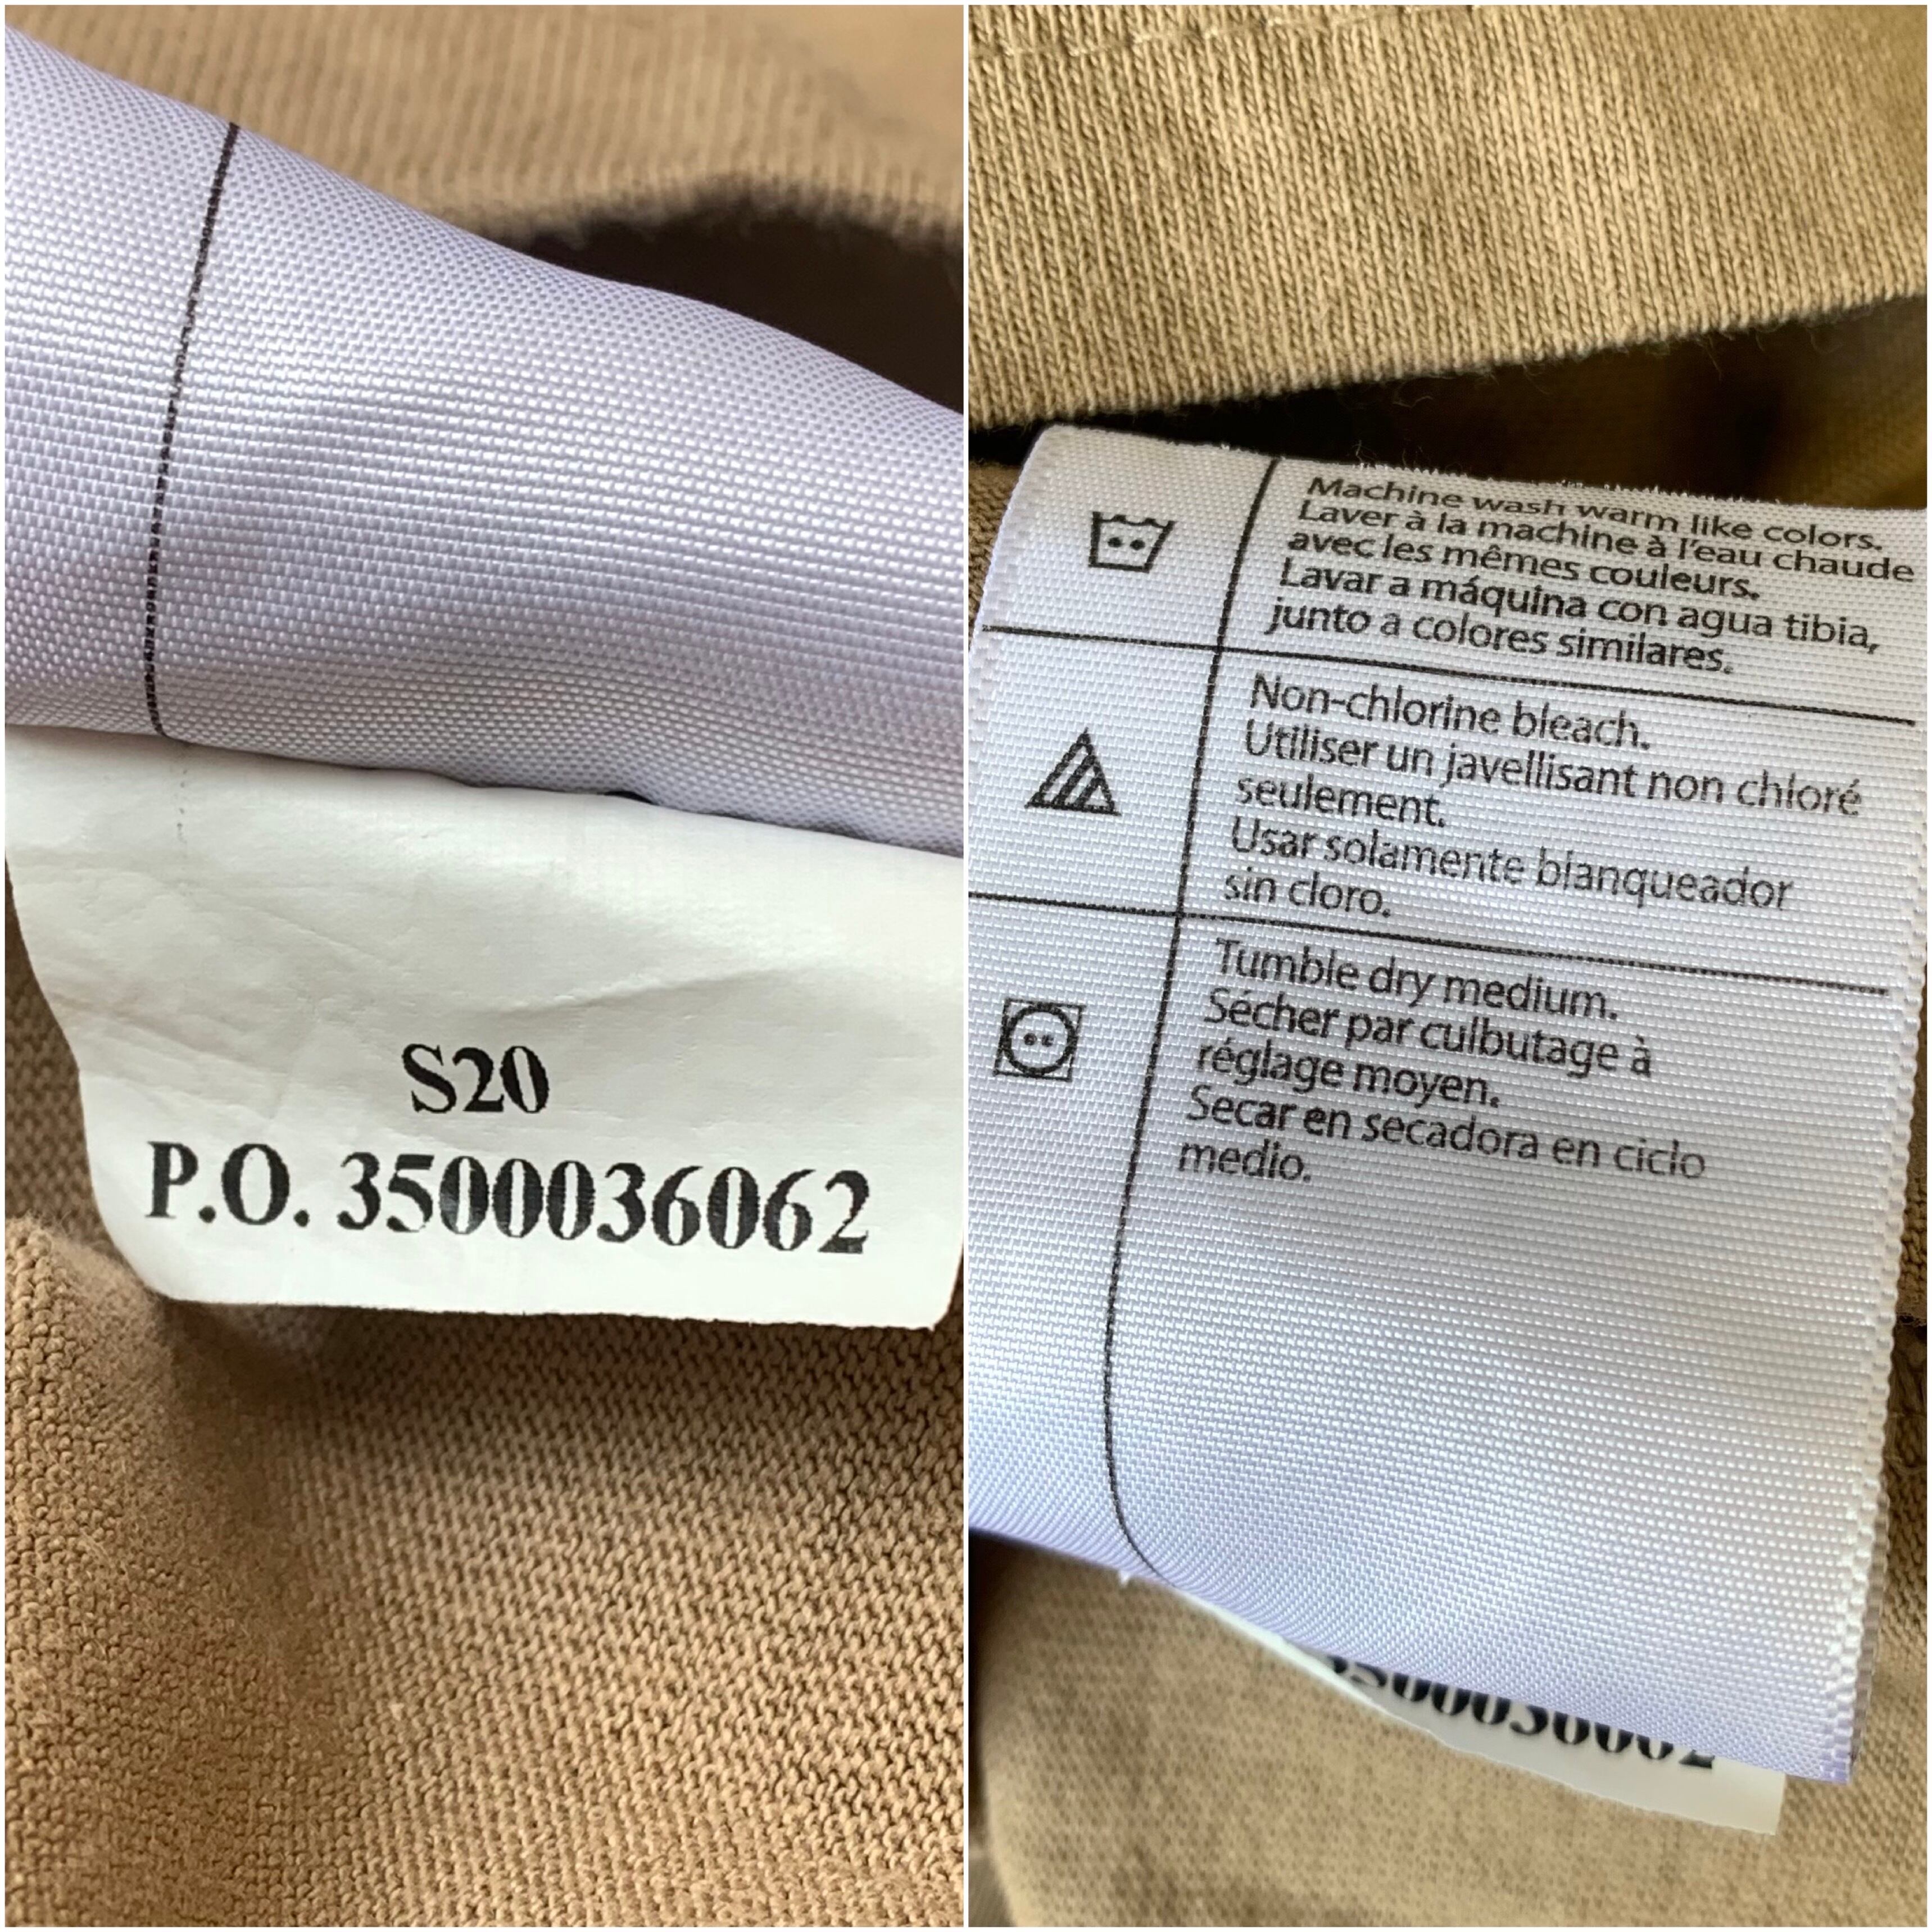 S20
P.O. 3500036062
Machine wash warm like colors.
Laver à la machine à l'eau chaude
avec les mêmes couleurs.
Lavar a máquina con agua tibia,
junto a colores similares.
Non-chlorine bleach.
Utiliser un javellisant non chloré
seulement.
Usar solamente blanqueador
sin cloro.
Tumble dry medium.
Sécher par culbutage à
réglage moyen.
Secar en secadora en ciclo
medio.